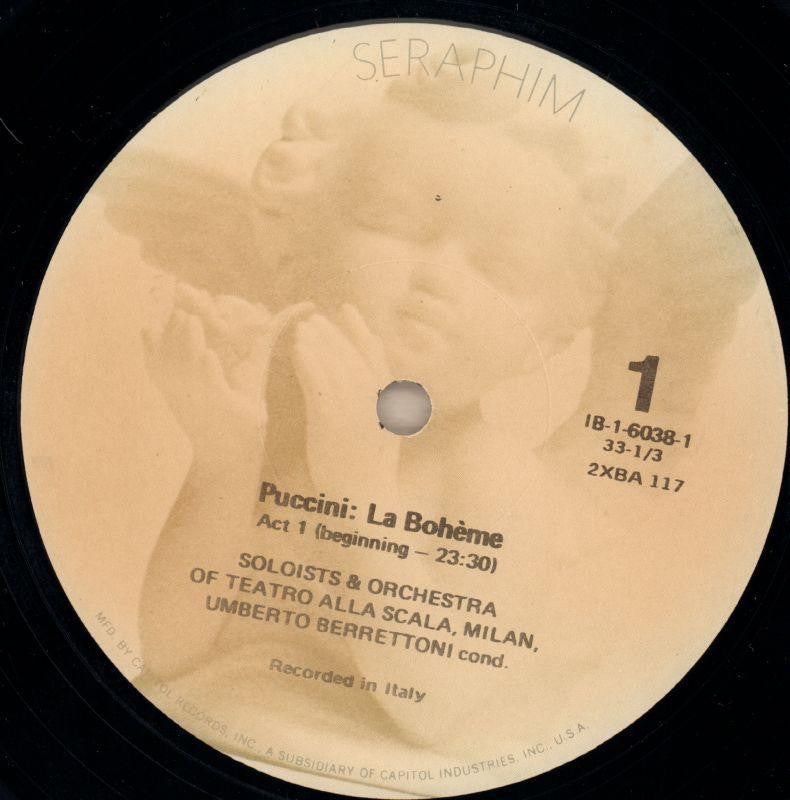 SERAPHIM
1
IB-1-6038-1
33-1/3
2XBA 117
Puccini: La Bohème
Act 1 (beginning — 23:30)
SOLOISTS & ORCHESTRA
OF TEATRO ALLA SCALA, MILAN,
UMBERTO BERRETTONI cond.
Recorded in Italy
MFD. BY CAPITOL RECORDS, INC., A SUBSIDIARY OF CAPITOL INDUSTRIES, INC., U.S.A.